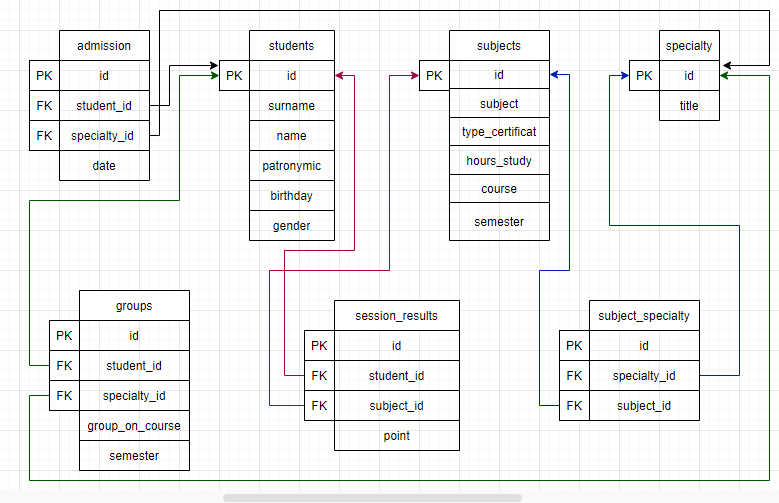 admission
PK id
FK student_id
FK specialty_id
date
students
PK id
surname
name
patronymic
birthday
gender
subjects
PK id
subject
type_certificat
hours_study
course
semester
specialty
PK id
title
groups
PK id
FK student_id
FK specialty_id
group_on_course
semester
session_results
PK id
FK student_id
FK subject_id
point
subject_specialty
PK id
FK specialty_id
FK subject_id